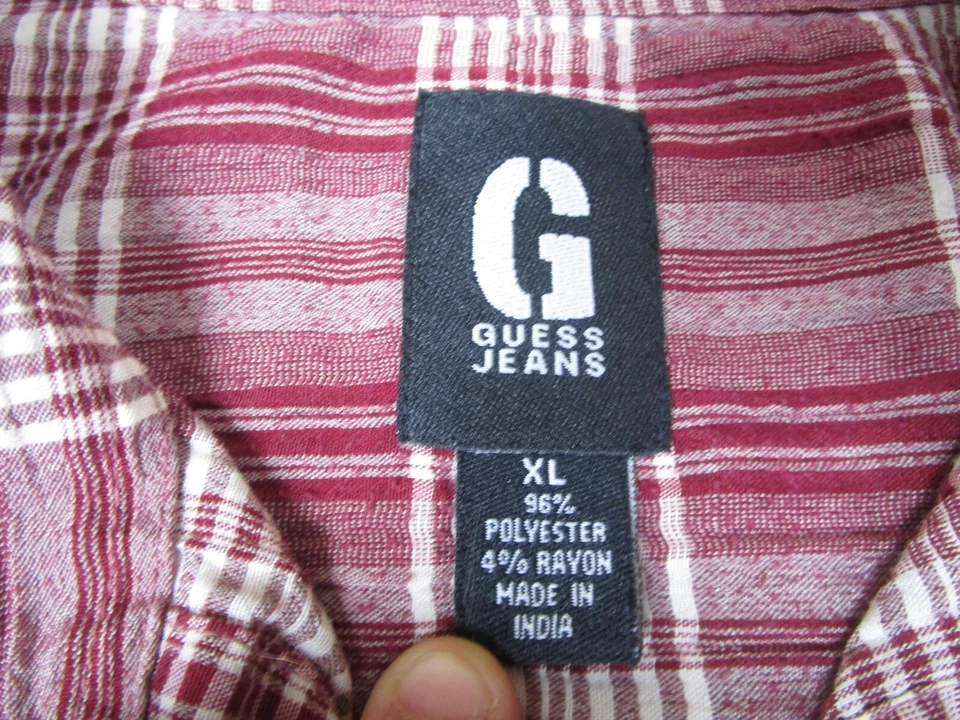 G
GUESS
JEANS
XL
96%
POLYESTER
4% RAYON
MADE IN
INDIA